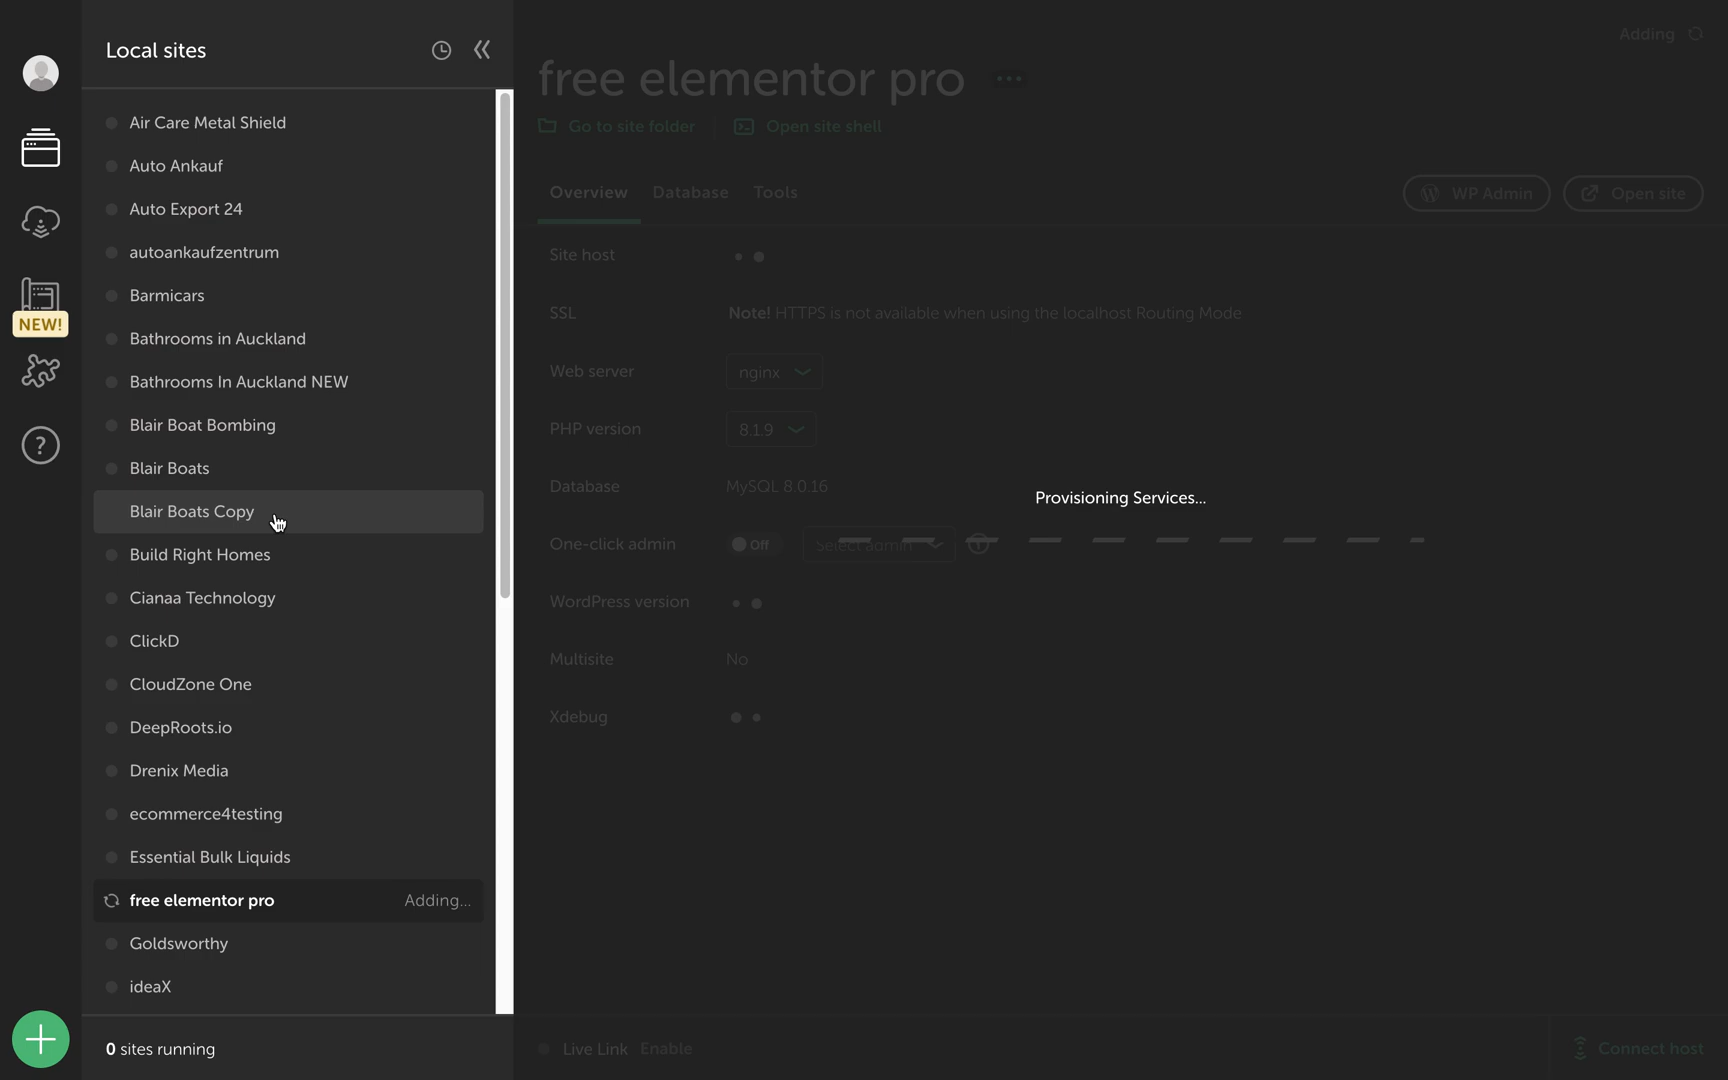 Local sites
Air Care Metal Shield
Auto Ankauf
Auto Export 24
autoankaufzentrum
Barmicars
NEW!
Bathrooms in Auckland
Bathrooms In Auckland NEW
Blair Boat Bombing
Blair Boats
Blair Boats Copy
Build Right Homes
Cianaa Technology
ClickD
CloudZone One
DeepRoots.io
Drenix Media
ecommerce4testing
Essential Bulk Liquids
free elementor pro Adding...
Goldsworthy
ideaX
0 sites running
Adding
free elementor pro
Go to site folder Open site shell
Overview Database Tools WP Admin Open site
Site host
SSL Note! HTTPS is not available when using the localhost Routing Mode
Web server nginx
PHP version 8.1.9
Database MySQL 8.0.16
Provisioning Services...
One-click admin Off Select admin
WordPress version
Multisite No
Xdebug
Live Link Enable Connect host